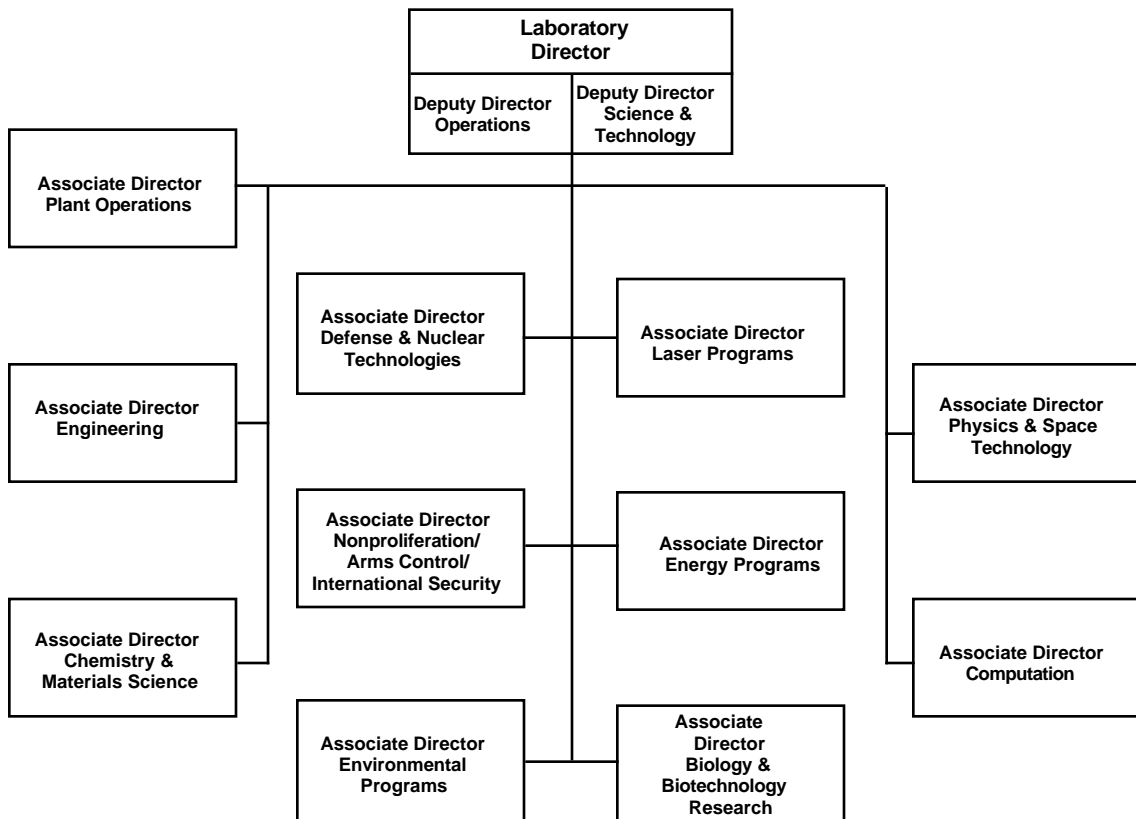 Laboratory
Director
Deputy Director
Operations
Deputy Director
Science &
Technology
Associate Director
Plant Operations
Associate Director
Defense & Nuclear
Technologies
Associate Director
Laser Programs
Associate Director
Engineering
Associate Director
Physics & Space
Technology
Associate Director
Nonproliferation/
Arms Control/
International Security
Associate Director
Energy Programs
Associate Director
Chemistry &
Materials Science
Associate Director
Computation
Associate Director
Environmental
Programs
Associate
Director
Biology &
Biotechnology
Research